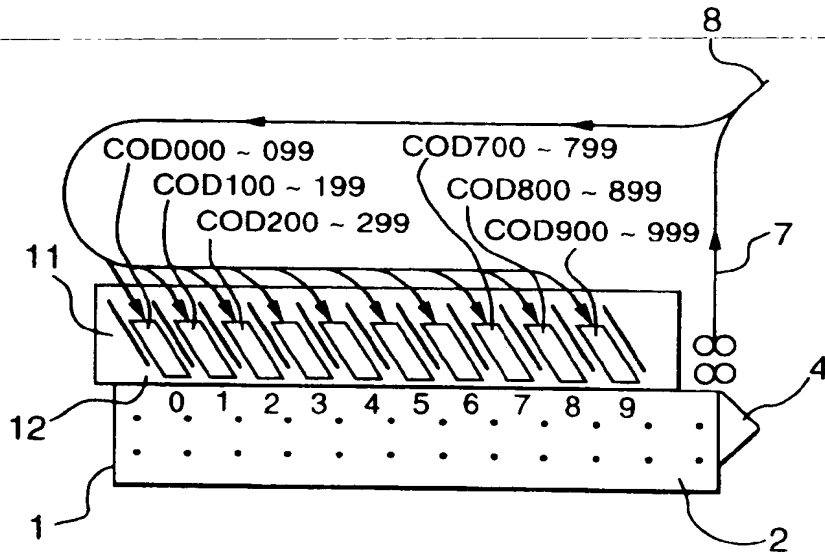 8
COD000 ~ 099
COD700 ~ 799
COD100 ~ 199
COD800 ~ 899
COD200 ~ 299
COD900 ~ 999
7
11
4
12
0 1 2 3 4 5 6 7 8 9
1
2